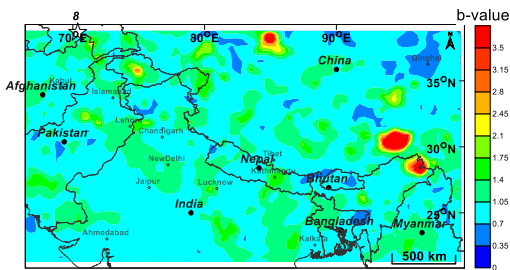 b-value
8
70°E
80°E
90°E
N
China
Qinghai
Kabul
Afghanistan
Islamabad
35°N
Lahore
Chandigarh
Pakistan
30°N
NewDelhi
Nepal
Tibet
Kathmandu
Jaipur
Lucknow
Bhutan
India
25°N
Bangladesh
Myanmar
Ahmedabad
Kalkata
500 km
3.5
3.15
2.8
2.45
2.1
1.75
1.4
1.05
0.7
0.35
0